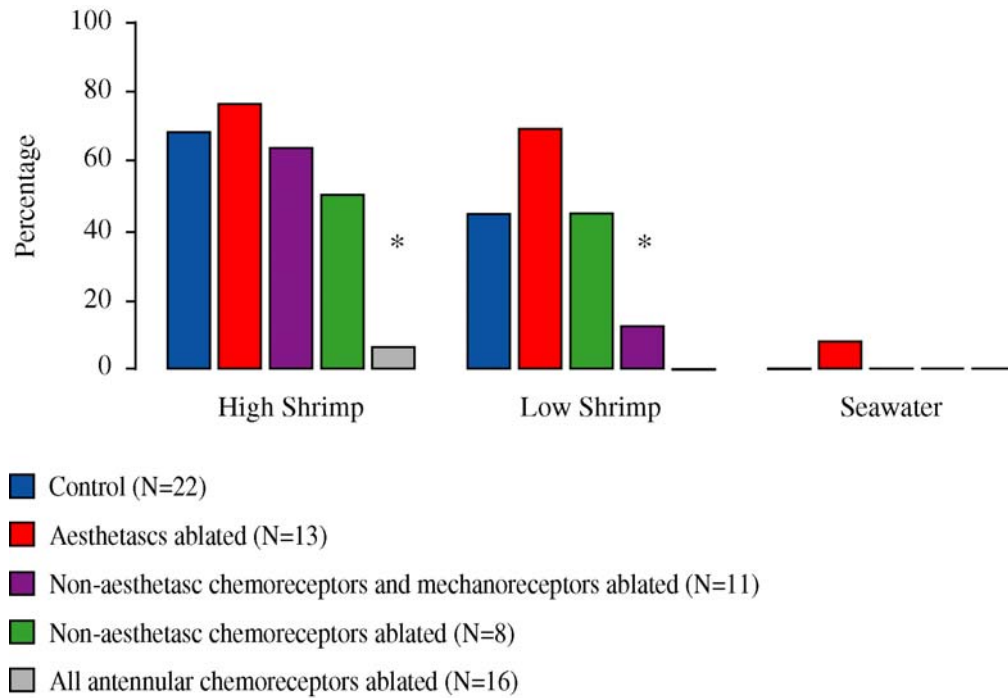 100
80
60
40
20
0
Percentage
*
*
High Shrimp Low Shrimp Seawater
Control (N=22)
Aesthetascs ablated (N=13)
Non-aesthetasc chemoreceptors and mechanoreceptors ablated (N=11)
Non-aesthetasc chemoreceptors ablated (N=8)
All antennular chemoreceptors ablated (N=16)